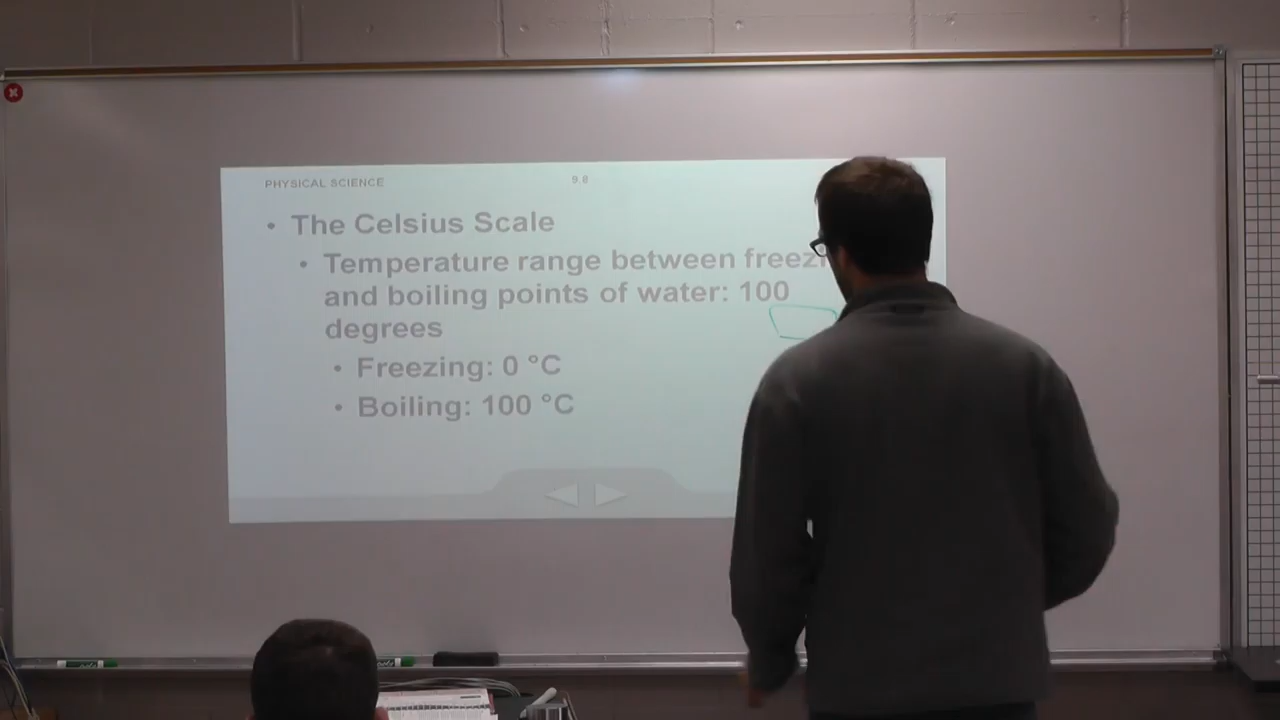 PHYSICAL SCIENCE 9.8
• The Celsius Scale
• Temperature range between freezi
and boiling points of water: 100
degrees
• Freezing: 0 °C
• Boiling: 100 °C